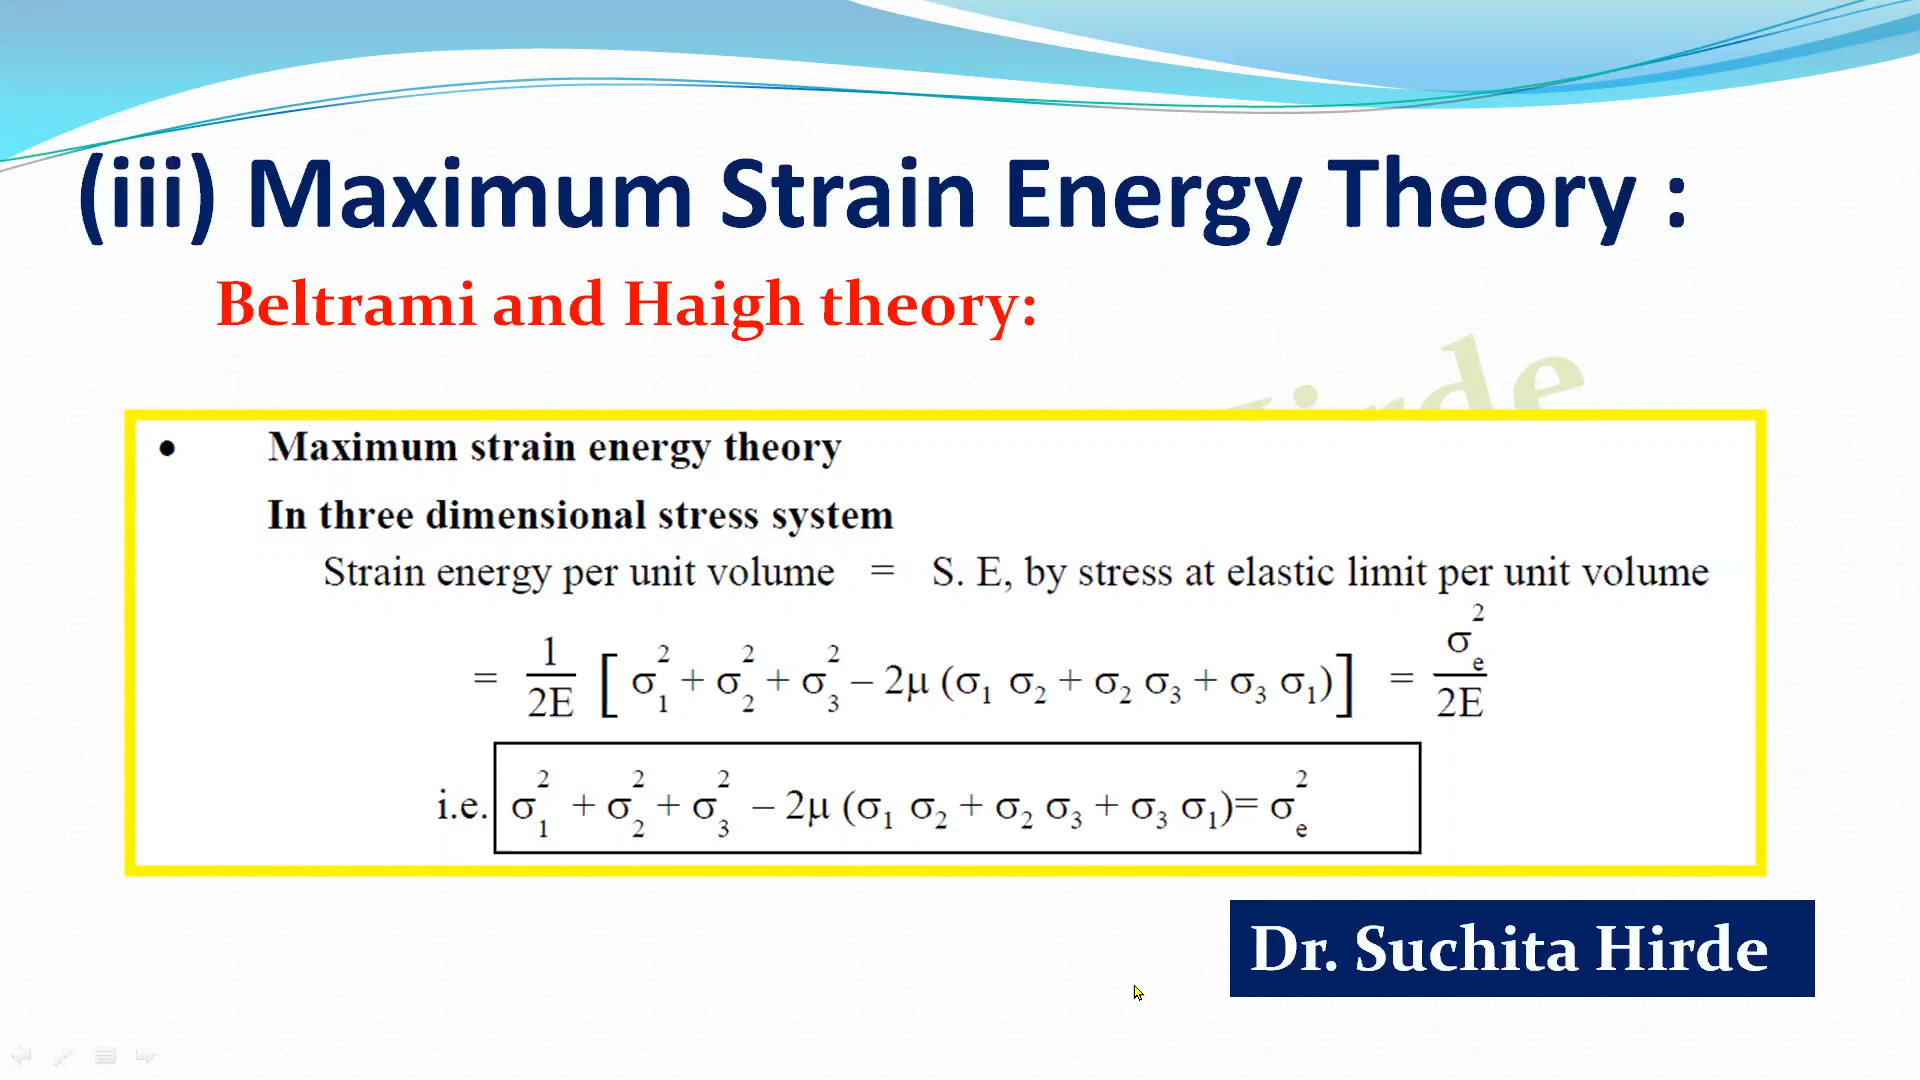 (iii) Maximum Strain Energy Theory :
Beltrami and Haigh theory:
Hirde
• Maximum strain energy theory
In three dimensional stress system
Strain energy per unit volume = S. E, by stress at elastic limit per unit volume
= 1/2E [ σ₁² + σ₂² + σ₃² – 2μ (σ₁ σ₂ + σ₂ σ₃ + σ₃ σ₁)] = σₑ²/2E
i.e. σ₁² + σ₂² + σ₃² – 2μ (σ₁ σ₂ + σ₂ σ₃ + σ₃ σ₁)= σₑ²
Dr. Suchita Hirde